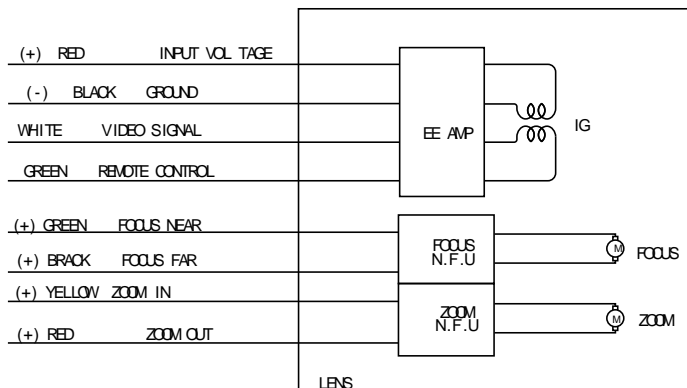 (+) RED INPUT VOL TAGE
(-) BLACK GROUND
WHITE VIDEO SIGNAL
GREEN REMOTE CONTROL
EE AMP
IG
(+) GREEN FOCUS NEAR
(+) BRACK FOCUS FAR
(+) YELLOW ZOOM IN
(+) RED ZOOM OUT
FOCUS
N.F.U
M
FOCUS
ZOOM
N.F.U
M
ZOOM
LENS